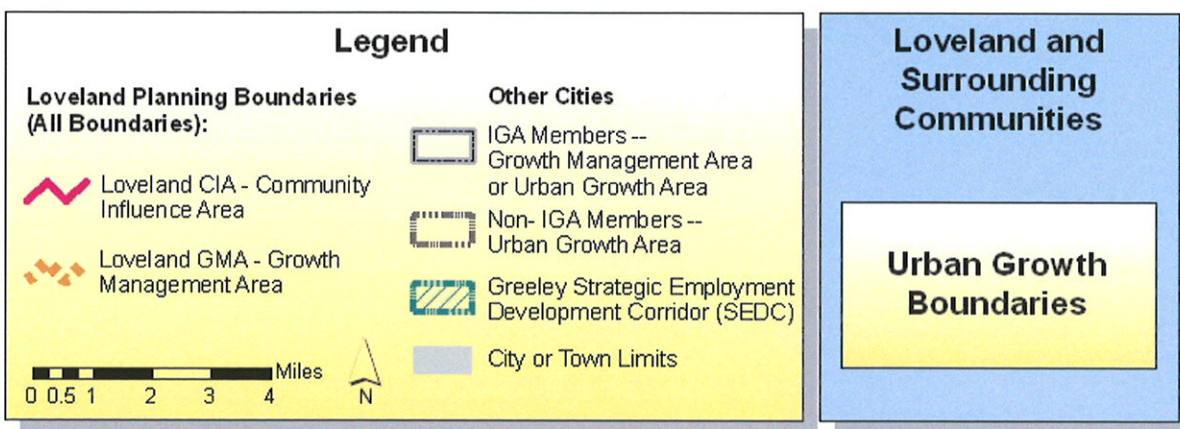 Legend
Loveland Planning Boundaries
(All Boundaries):
Loveland CIA - Community
Influence Area
Loveland GMA - Growth
Management Area
Miles
0 0.5 1 2 3 4
N
Other Cities
IGA Members --
Growth Management Area
or Urban Growth Area
Non- IGA Members --
Urban Growth Area
Greeley Strategic Employment
Development Corridor (SEDC)
City or Town Limits
Loveland and
Surrounding
Communities
Urban Growth
Boundaries